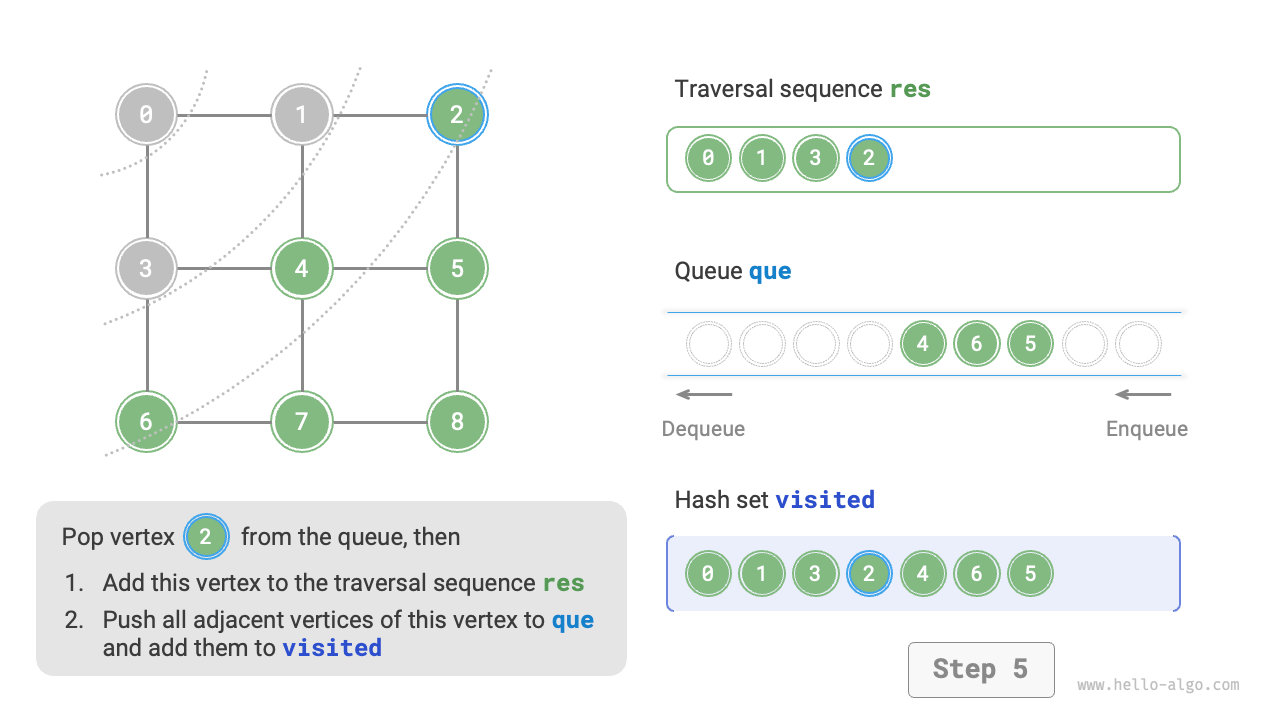 0 1 2
3 4 5
6 7 8
Pop vertex 2 from the queue, then
1. Add this vertex to the traversal sequence res
2. Push all adjacent vertices of this vertex to que
and add them to visited
Traversal sequence res
0 1 3 2
Queue que
4 6 5
Dequeue Enqueue
Hash set visited
0 1 3 2 4 6 5
Step 5
www.hello-algo.com